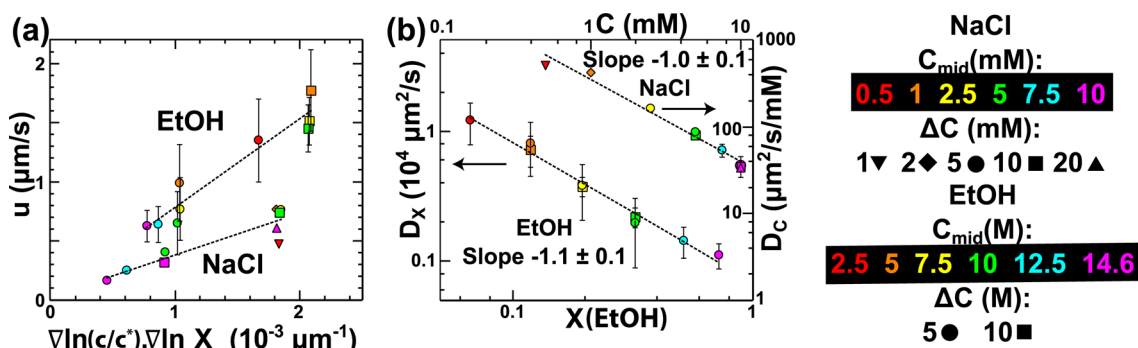 (a)
u (μm/s)
2
1
0
EtOH
NaCl
0 1 2 3
∇ln(c/c*),∇ln X (10⁻³ μm⁻¹)
(b)
0.1 C (mM) 10
Slope -1.0 ± 0.1
NaCl
EtOH
Slope -1.1 ± 0.1
D_X (10⁴ μm²/s)
1
0.1
1000
100
10
1
D_C (μm²/s/mM)
0.1 1
X(EtOH)
NaCl
C_mid(mM):
0.5 1 2.5 5 7.5 10
ΔC (mM):
1▼ 2◆ 5● 10■ 20▲
EtOH
C_mid(M):
2.5 5 7.5 10 12.5 14.6
ΔC (M):
5● 10■